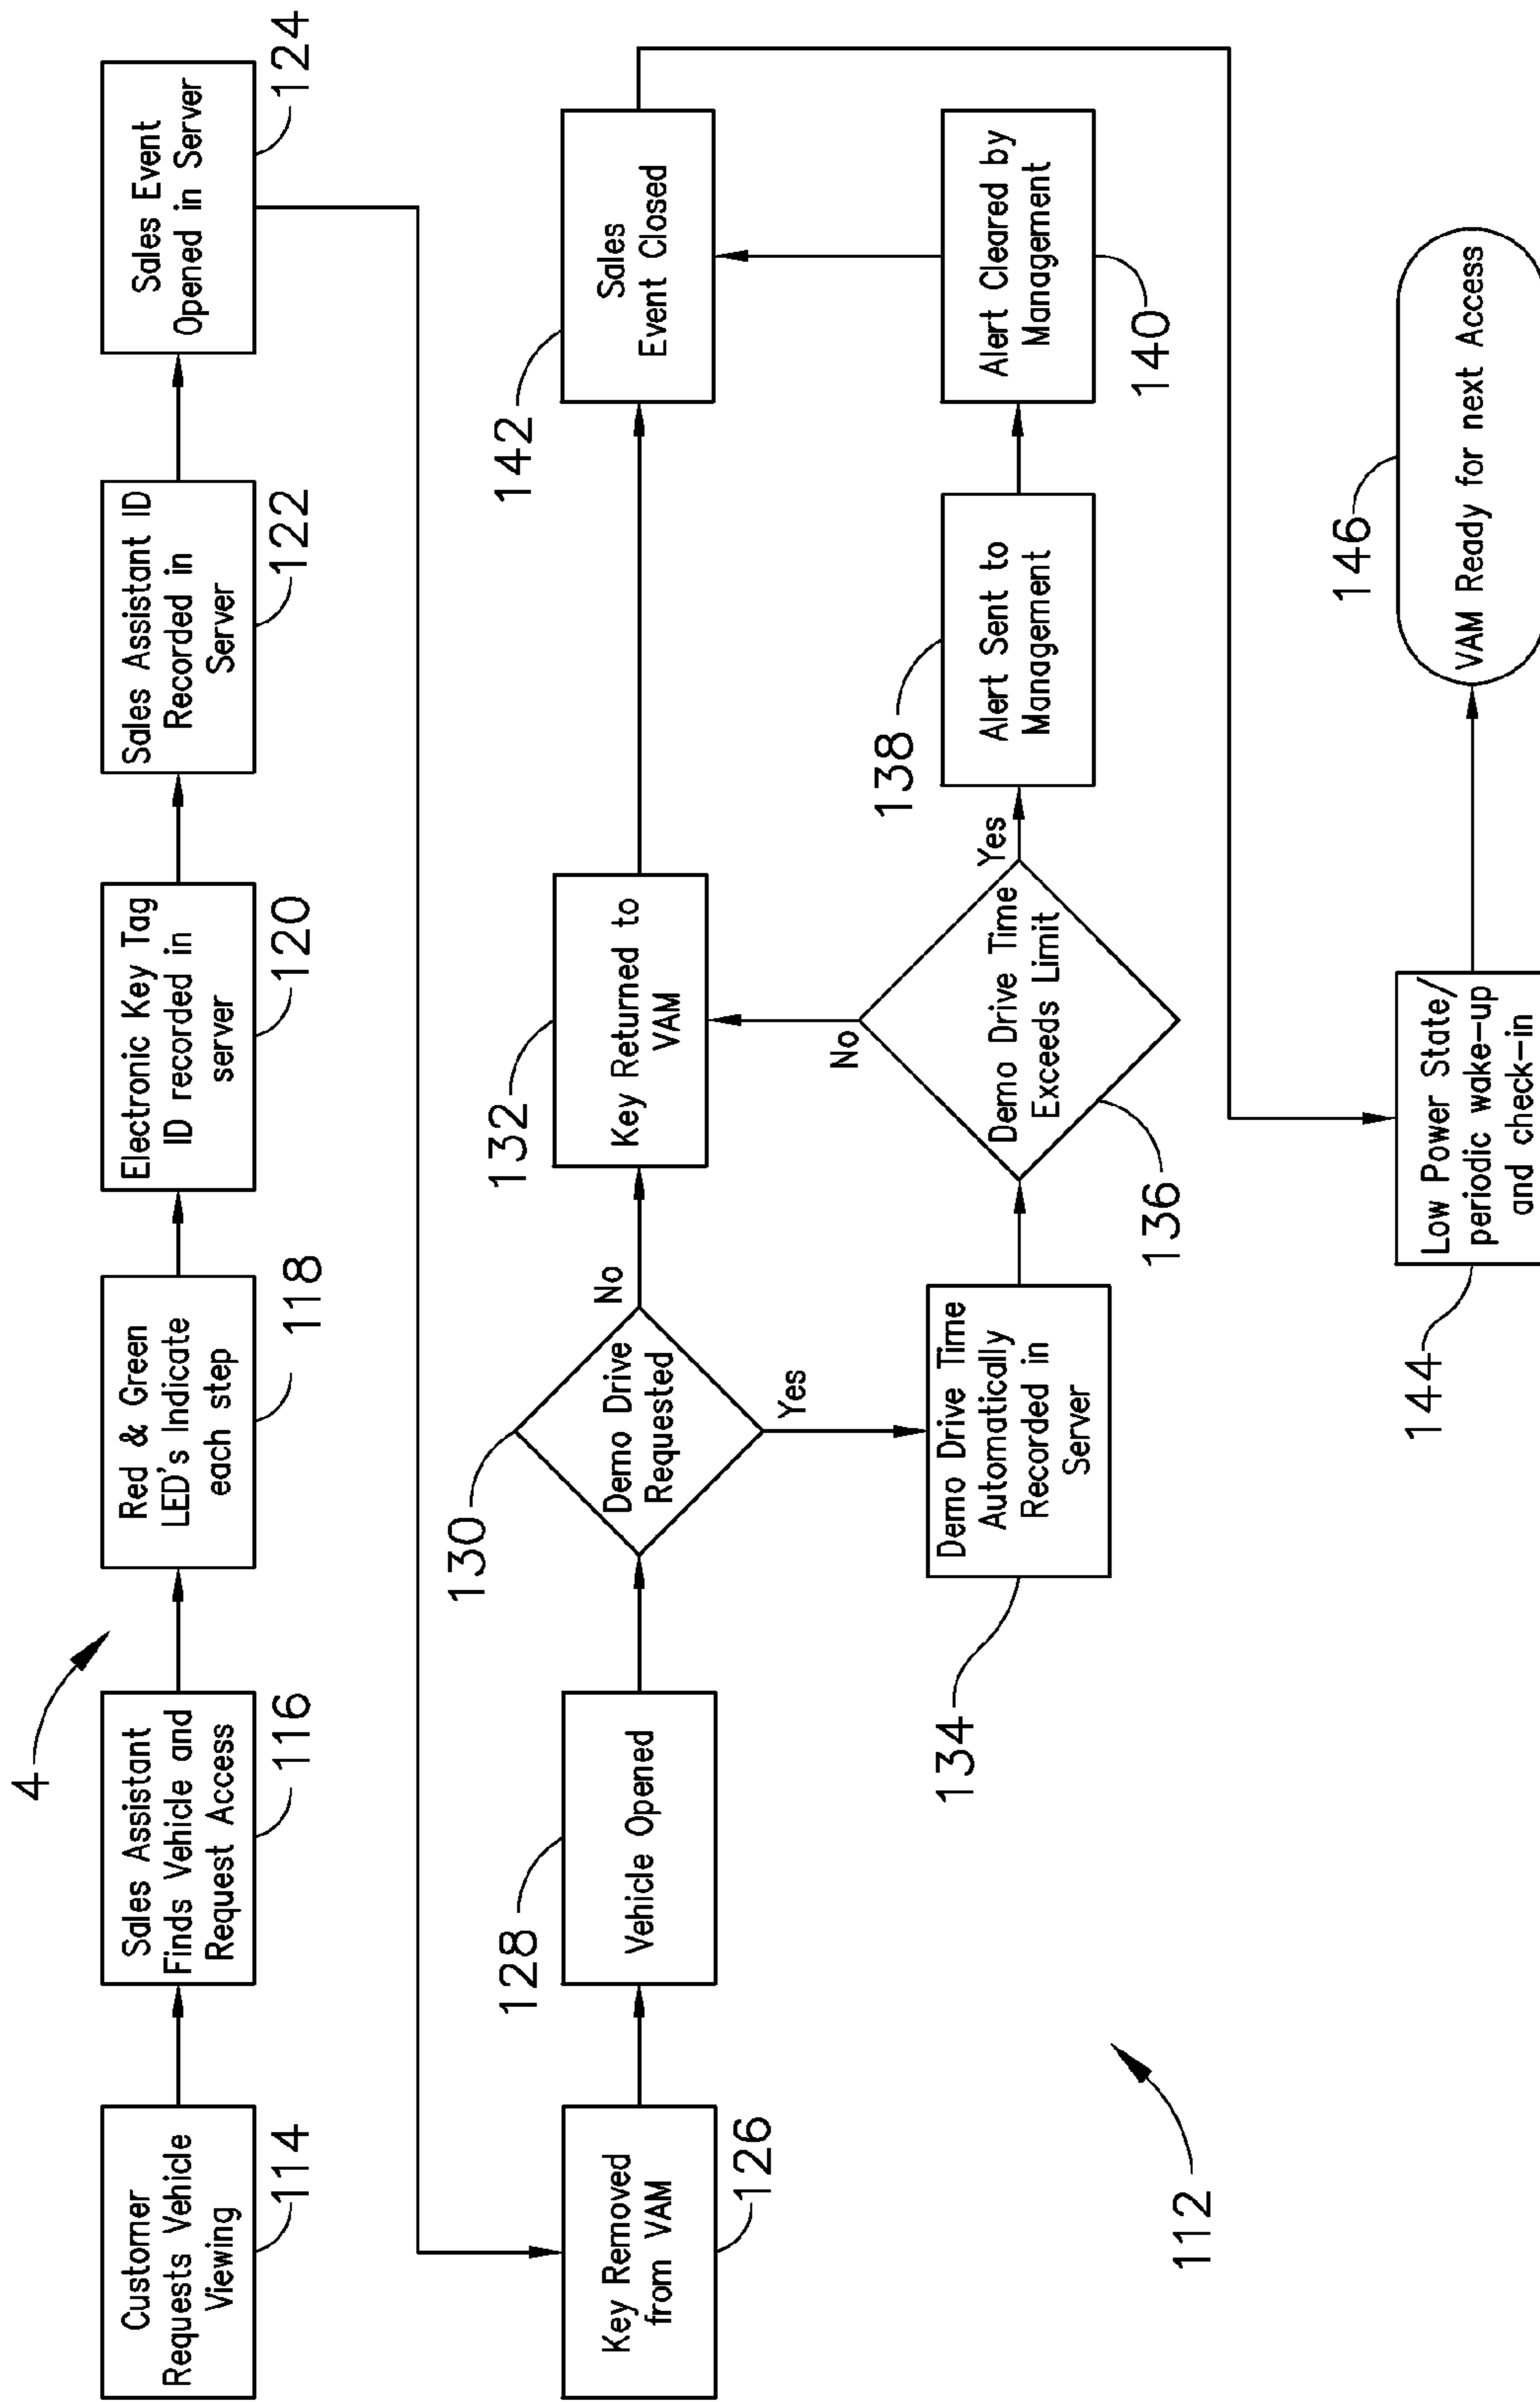 4
Customer
Requests Vehicle
Viewing
114
Sales Assistant
Finds Vehicle and
Request Access
116
Red & Green
LED's Indicate
each step
118
Electronic Key Tag
ID recorded in
server
120
Sales Assistant ID
Recorded in
Server
122
Sales Event
Opened in Server
124
Key Removed
from VAM
126
128
Vehicle Opened
130
Demo Drive
Requested
No
Yes
132
Key Returned to
VAM
142
Sales
Event Closed
Demo Drive Time
Automatically
Recorded in
Server
134
Demo Drive Time
Exceeds Limit
No
Yes
136
138
Alert Sent to
Management
Alert Cleared by
Management
140
112
144
Low Power State/
periodic wake-up
and check-in
146
VAM Ready for next Access